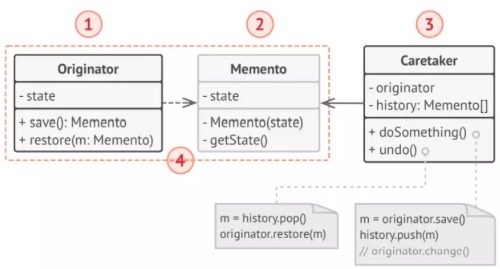 1
2
3
Originator
- state
+ save(): Memento
+ restore(m: Memento)
Memento
- state
- Memento(state)
- getState()
Caretaker
- originator
- history: Memento[]
+ doSomething()
+ undo()
4
m = history.pop()
originator.restore(m)
m = originator.save()
history.push(m)
// originator.change()